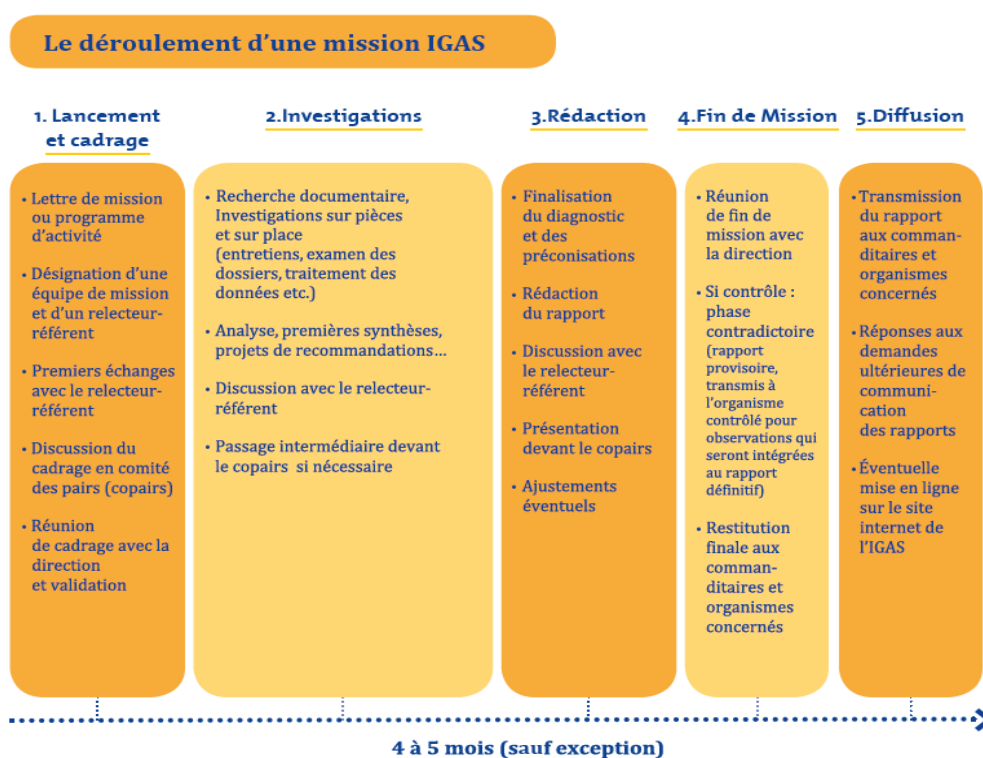 Le déroulement d'une mission IGAS
1. Lancement
et cadrage
• Lettre de mission
ou programme
d'activité
• Désignation d'une
équipe de mission
et d'un relecteur-
référent
• Premiers échanges
avec le relecteur-
référent
• Discussion du
cadrage en comité
des pairs (copairs)
• Réunion
de cadrage avec la
direction
et validation
2.Investigations
• Recherche documentaire,
Investigations sur pièces
et sur place
(entretiens, examen des
dossiers, traitement des
données etc.)
• Analyse, premières synthèses,
projets de recommandations...
• Discussion avec le relecteur-
référent
• Passage intermédiaire devant
le copairs si nécessaire
3.Rédaction
• Finalisation
du diagnostic
et des
préconisations
• Rédaction
du rapport
• Discussion avec
le relecteur-
référent
• Présentation
devant le copairs
• Ajustements
éventuels
4.Fin de Mission
• Réunion
de fin de
mission avec
la direction
• Si contrôle :
phase
contradictoire
(rapport
provisoire,
transmis à
l'organisme
contrôlé pour
observations qui
seront intégrées
au rapport
définitif)
• Restitution
finale aux
comman-
ditaires et
organismes
concernés
5.Diffusion
• Transmission
du rapport
aux comman-
ditaires et
organismes
concernés
• Réponses aux
demandes
ultérieures de
communi-
cation
des rapports
• Éventuelle
mise en ligne
sur le site
internet de
l'IGAS
4 à 5 mois (sauf exception)